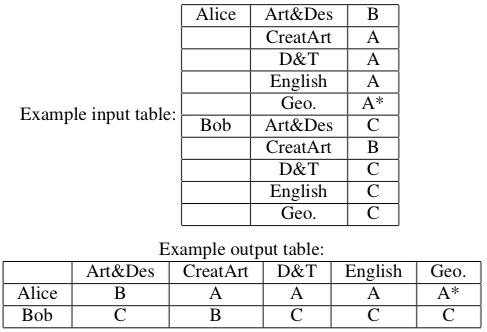 Alice Art&Des B
CreatArt A
D&T A
English A
Geo. A*
Example input table:
Bob Art&Des C
CreatArt B
D&T C
English C
Geo. C
Example output table:
Art&Des CreatArt D&T English Geo.
Alice B A A A A*
Bob C B C C C